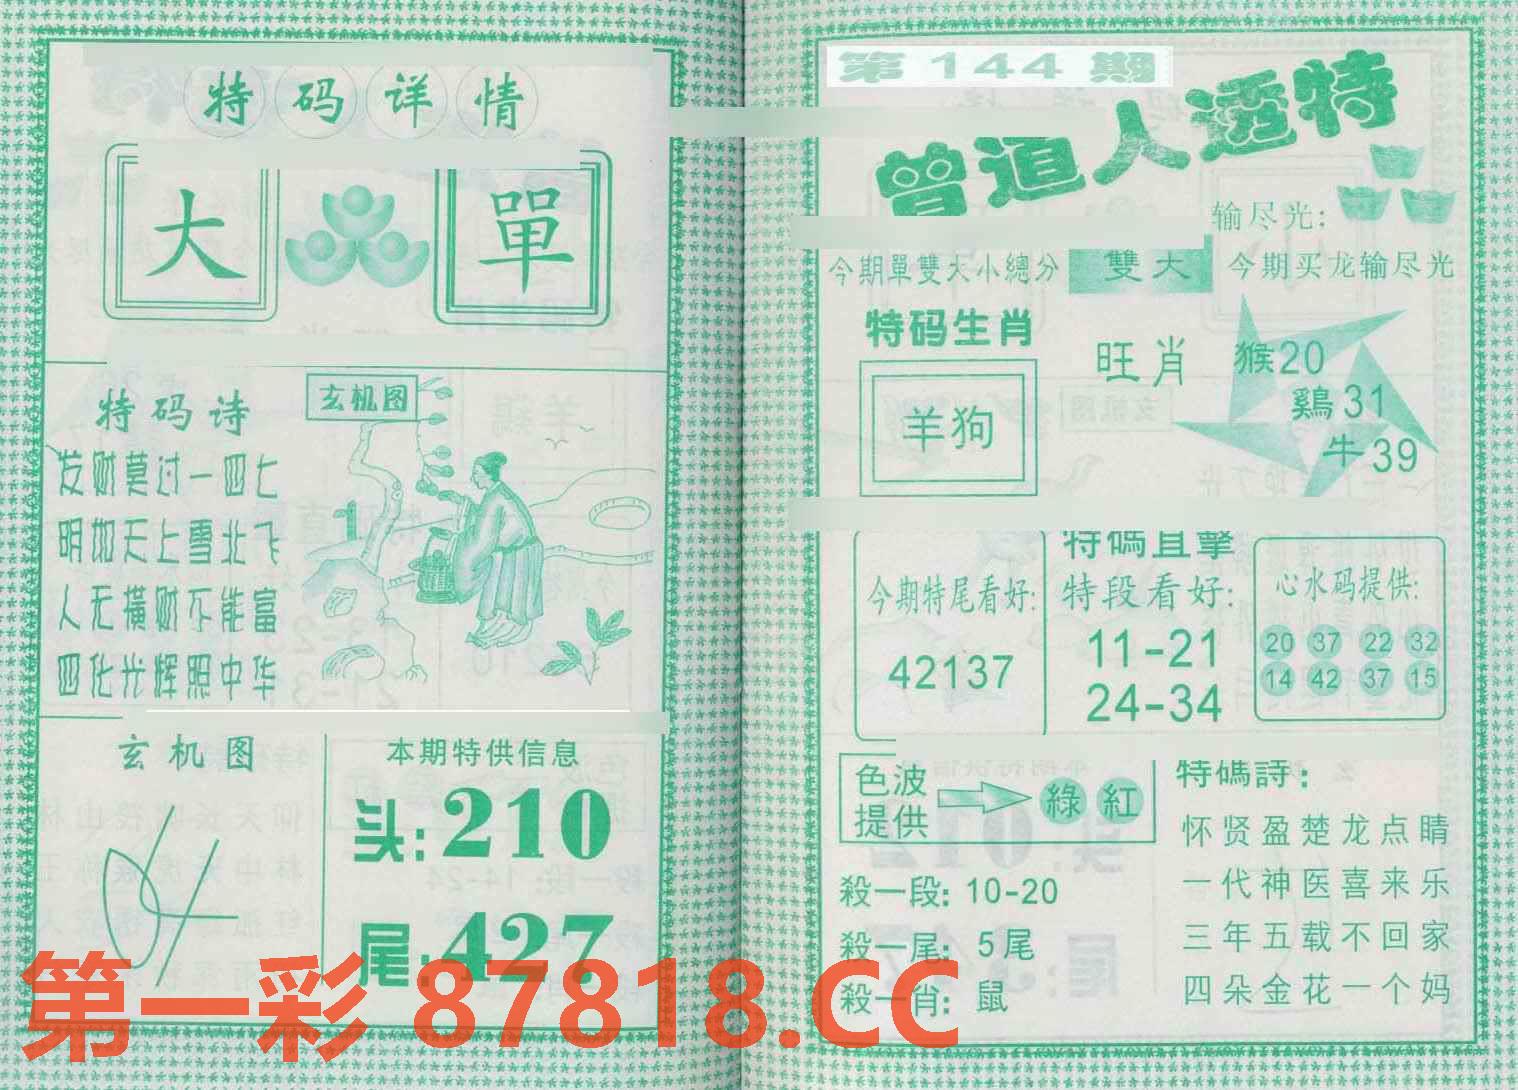 特码详情
大 單
特码诗
发财莫过一四七
明如天上雪北飞
人无横财不能富
四化光辉照中华
玄机图
玄机图
本期特供信息
头:210
尾:427
第144期
曾道人透特
输尽光:
今期單雙大小總分 雙大 今期买龙输尽光
特码生肖
羊狗
旺肖
猴20
鷄31
牛39
今期特尾看好:
42137
特碼直擊
特段看好:
11-21
24-34
心水码提供:
20 37 22 32
14 42 37 15
色波
提供
綠 紅
殺一段: 10-20
殺一尾: 5尾
殺一肖: 鼠
特碼詩:
怀贤盈楚龙点睛
一代神医喜来乐
三年五载不回家
四朵金花一个妈
第一彩 87818.CC